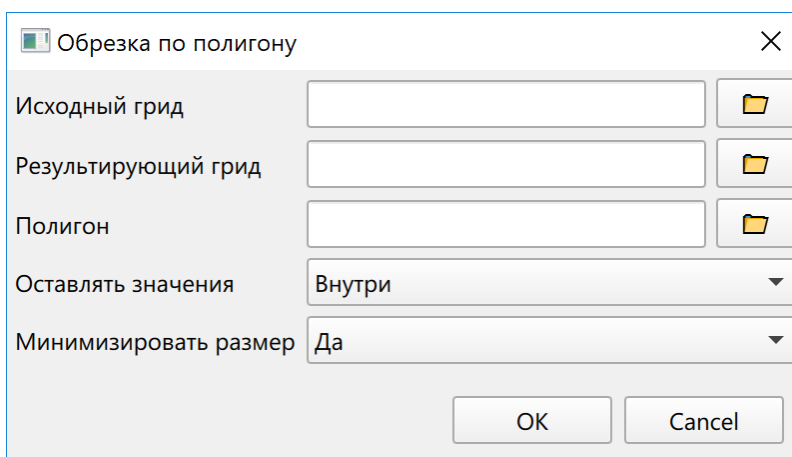 Обрезка по полигону
Исходный грид
Результирующий грид
Полигон
Оставлять значения Внутри
Минимизировать размер Да
OK Cancel